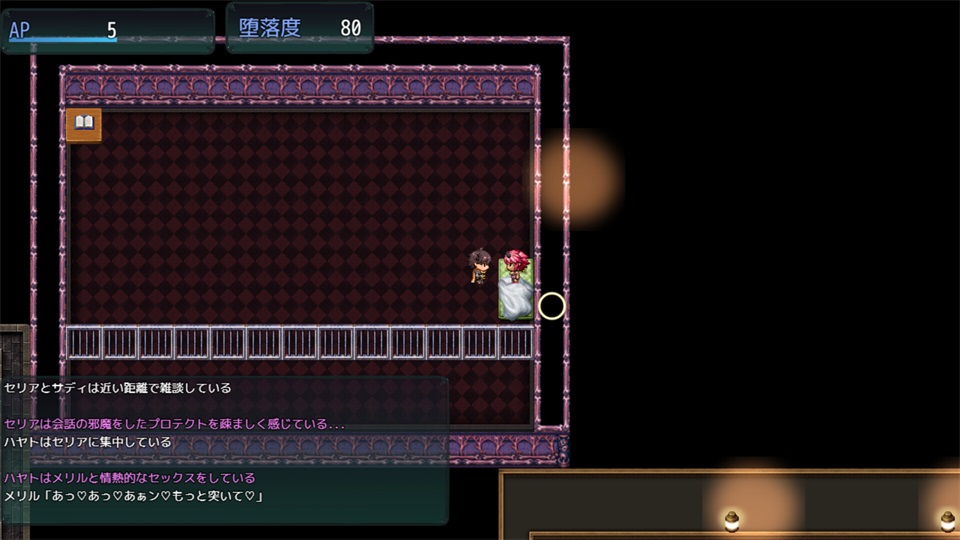 AP 5
堕落度 80
セリアとサディは近い距離で雑談している
セリアは会話の邪魔をしたプロテクトを疎ましく感じている...
ハヤトはセリアに集中している
ハヤトはメリルと情熱的なセックスをしている
メリル「あっ♡あっ♡あぁン♡もっと突いて♡」